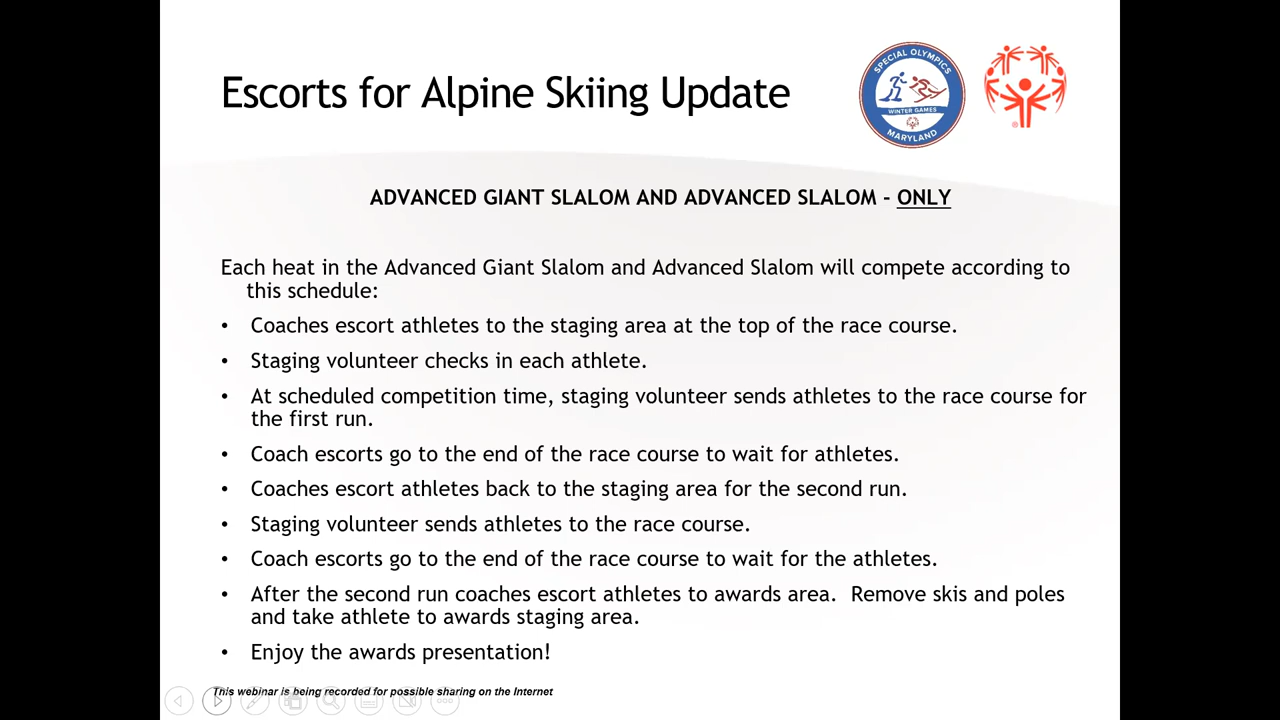 Escorts for Alpine Skiing Update
SPECIAL OLYMPICS
WINTER GAMES
MARYLAND
®
ADVANCED GIANT SLALOM AND ADVANCED SLALOM - ONLY
Each heat in the Advanced Giant Slalom and Advanced Slalom will compete according to
this schedule:
• Coaches escort athletes to the staging area at the top of the race course.
• Staging volunteer checks in each athlete.
• At scheduled competition time, staging volunteer sends athletes to the race course for
the first run.
• Coach escorts go to the end of the race course to wait for athletes.
• Coaches escort athletes back to the staging area for the second run.
• Staging volunteer sends athletes to the race course.
• Coach escorts go to the end of the race course to wait for the athletes.
• After the second run coaches escort athletes to awards area.  Remove skis and poles
and take athlete to awards staging area.
• Enjoy the awards presentation!
This webinar is being recorded for possible sharing on the Internet